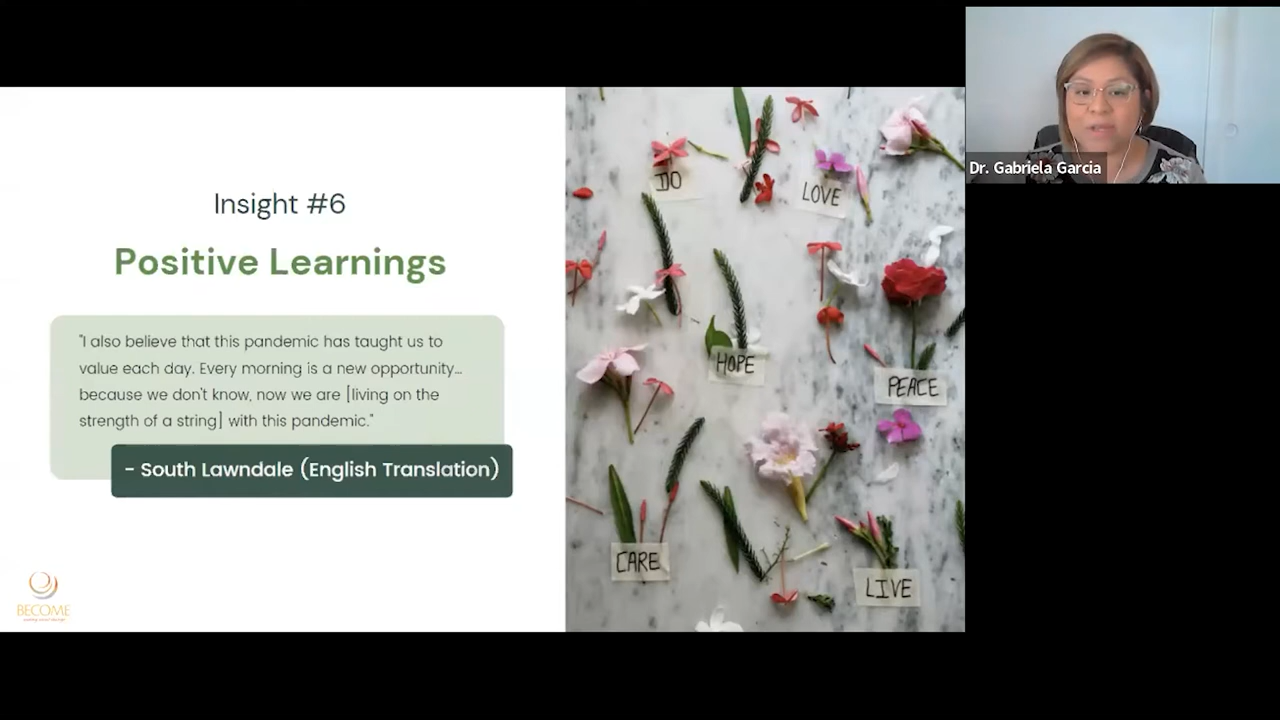 Insight #6
Positive Learnings
"I also believe that this pandemic has taught us to
value each day. Every morning is a new opportunity...
because we don't know, now we are [living on the
strength of a string] with this pandemic."
- South Lawndale (English Translation)
BECOME
DO
LOVE
HOPE
PEACE
CARE
LIVE
Dr. Gabriela Garcia